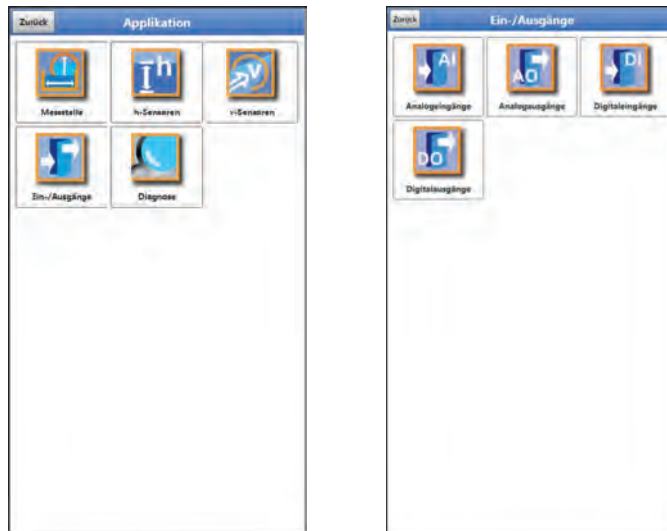 Zurück Applikation
h
v
Messstelle h-Sensoren v-Sensoren
Ein-/Ausgänge Diagnose
Zurück Ein-/Ausgänge
AI AO DI
Analogeingänge Analogausgänge Digitaleingänge
DO
Digitalausgänge